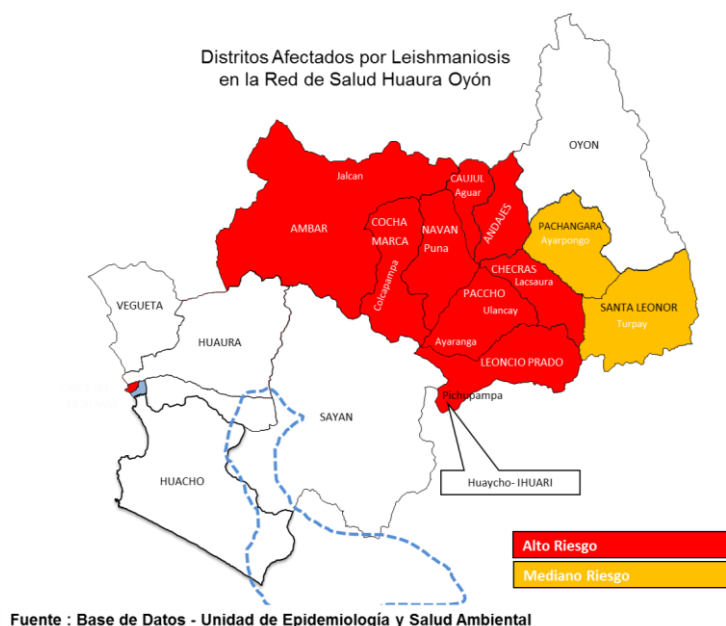 Distritos Afectados por Leishmaniosis
en la Red de Salud Huaura Oyón
OYON
Jalcan
CAUJUL
Aguar
ANDAJES
AMBAR
COCHA
MARCA
NAVAN
Puna
PACHANGARA
Ayarpongo
Colcapampa
CHECRAS
Lacsaura
PACCHO
Ulancay
VEGUETA
SANTA LEONOR
Turpay
HUAURA
Ayaranga
LEONCIO PRADO
Pichupampa
SAYAN
HUACHO
Huaycho- IHUARI
Alto Riesgo
Mediano Riesgo
Fuente : Base de Datos - Unidad de Epidemiología y Salud Ambiental